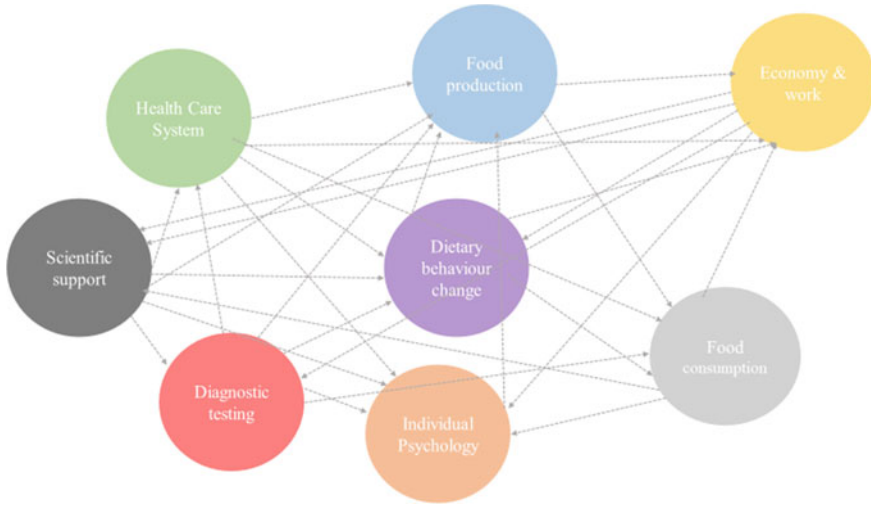 Food
production
Economy &
work
Health Care
System
Scientific
support
Dietary
behaviour
change
Food
consumption
Diagnostic
testing
Individual
Psychology